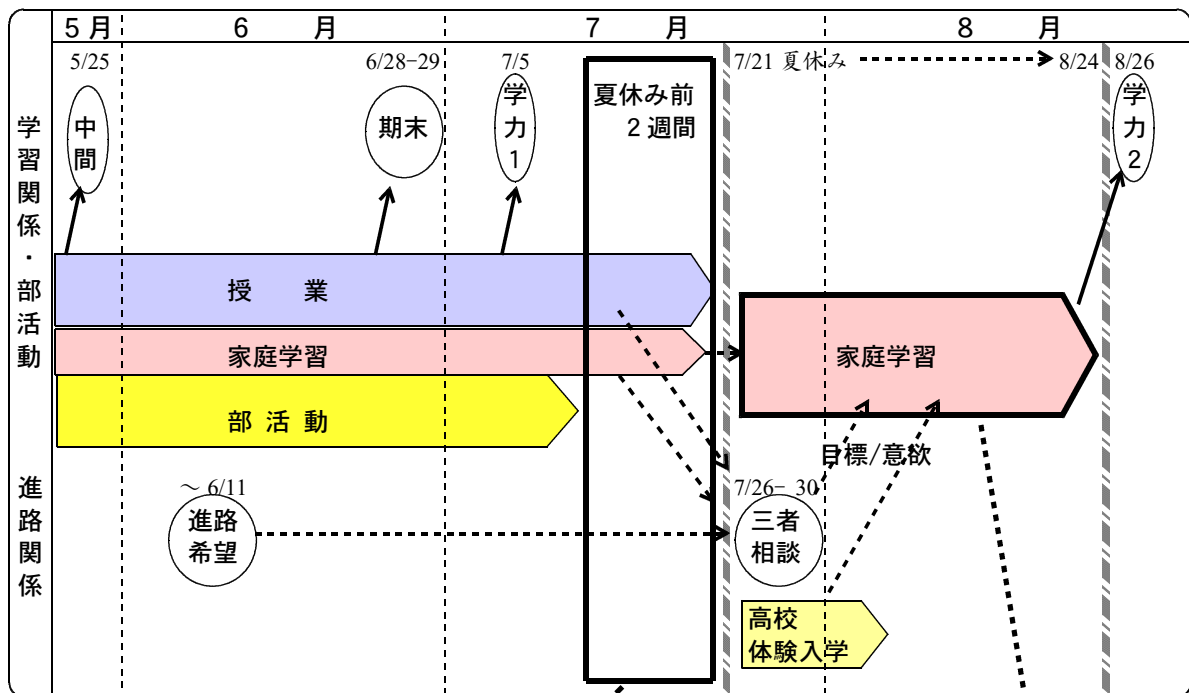 5月
6 月
7 月
8 月
5/25
6/28-29
7/5
7/21 夏休み
8/24
8/26
中間
期末
学力1
夏休み前
2週間
学力2
学習関係・部活動
授 業
家庭学習
家庭学習
部 活 動
目標/意欲
進路関係
～ 6/11
7/26- 30
進路
希望
三者
相談
高校
体験入学